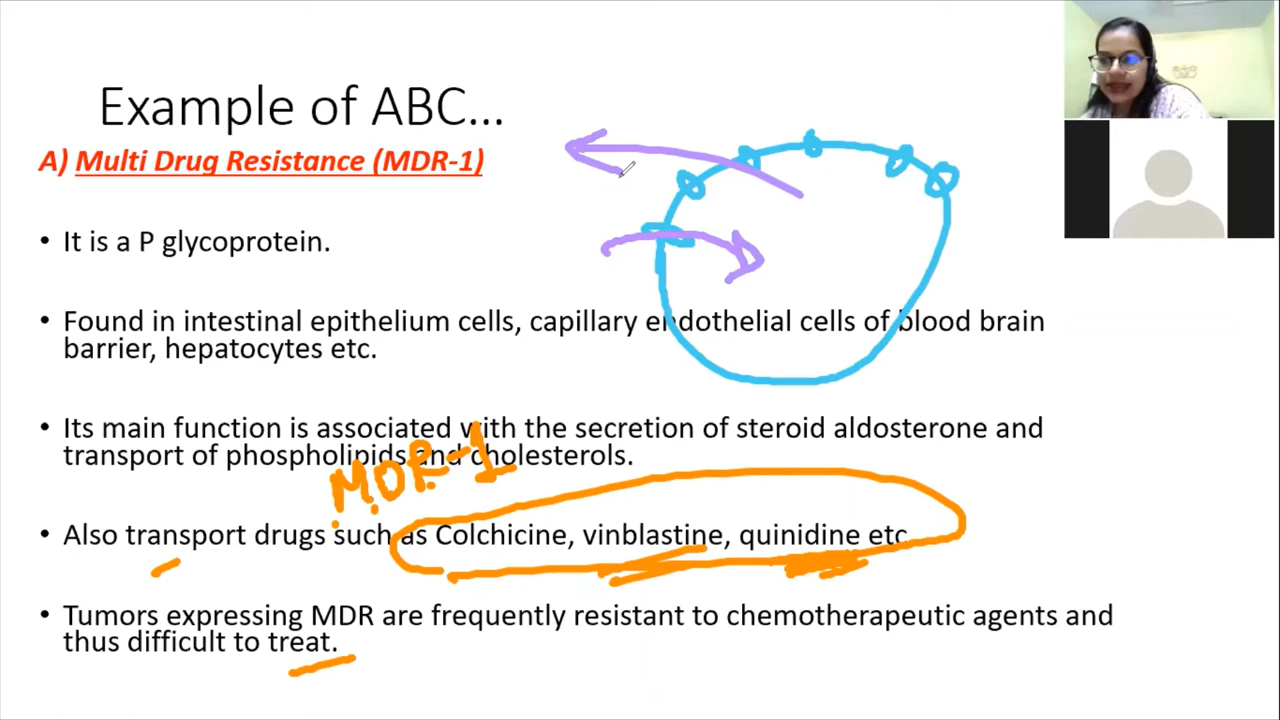 Example of ABC...
A) Multi Drug Resistance (MDR-1)
• It is a P glycoprotein.
• Found in intestinal epithelium cells, capillary endothelial cells of blood brain
barrier, hepatocytes etc.
• Its main function is associated with the secretion of steroid aldosterone and
transport of phospholipids and cholesterols.
MDR-1
• Also transport drugs such as Colchicine, vinblastine, quinidine etc
• Tumors expressing MDR are frequently resistant to chemotherapeutic agents and
thus difficult to treat.